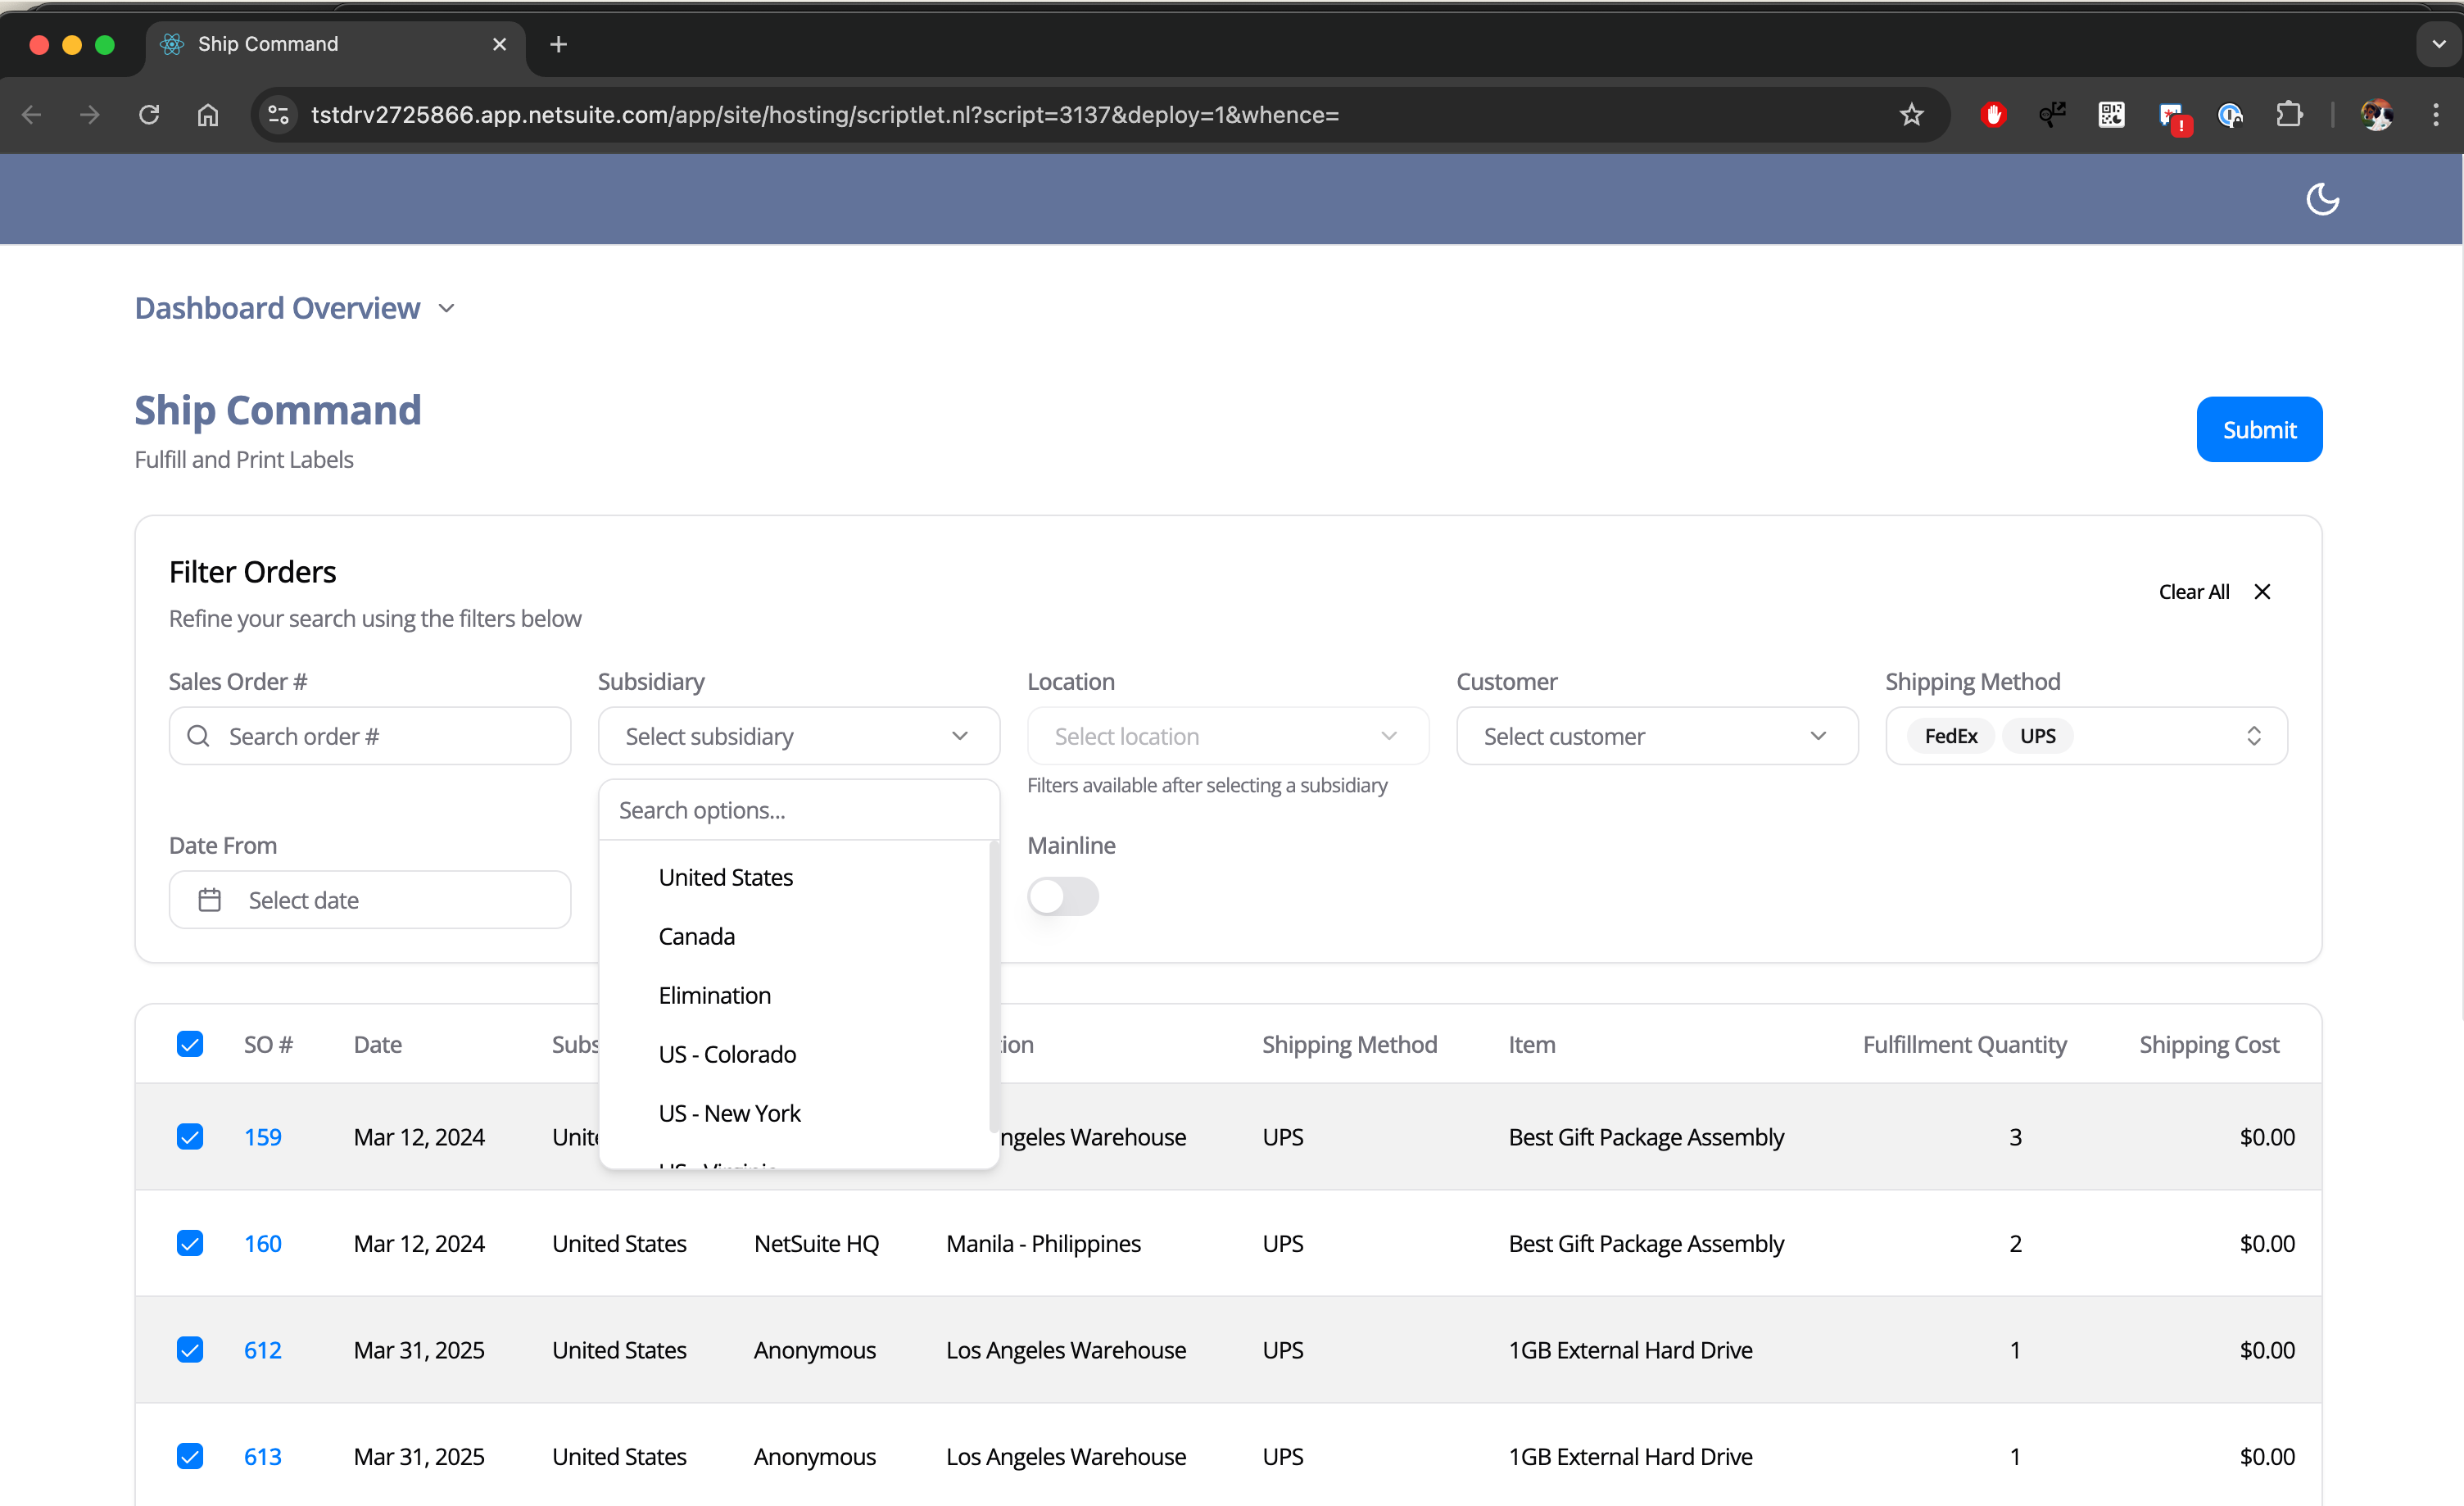 Ship Command
tstdrv2725866.app.netsuite.com/app/site/hosting/scriptlet.nl?script=3137&deploy=1&whence=
Dashboard Overview
Ship Command
Submit
Fulfill and Print Labels
Filter Orders
Clear All
Refine your search using the filters below
Sales Order # Subsidiary Location Customer Shipping Method
Search order # Select subsidiary Select location Select customer FedEx UPS
Filters available after selecting a subsidiary
Search options...
Date From Mainline
Select date
United States
Canada
Elimination
US - Colorado
US - New York
US - Virginia
SO # Date Subs tion Shipping Method Item Fulfillment Quantity Shipping Cost
159 Mar 12, 2024 Unite ngeles Warehouse UPS Best Gift Package Assembly 3 $0.00
160 Mar 12, 2024 United States NetSuite HQ Manila - Philippines UPS Best Gift Package Assembly 2 $0.00
612 Mar 31, 2025 United States Anonymous Los Angeles Warehouse UPS 1GB External Hard Drive 1 $0.00
613 Mar 31, 2025 United States Anonymous Los Angeles Warehouse UPS 1GB External Hard Drive 1 $0.00